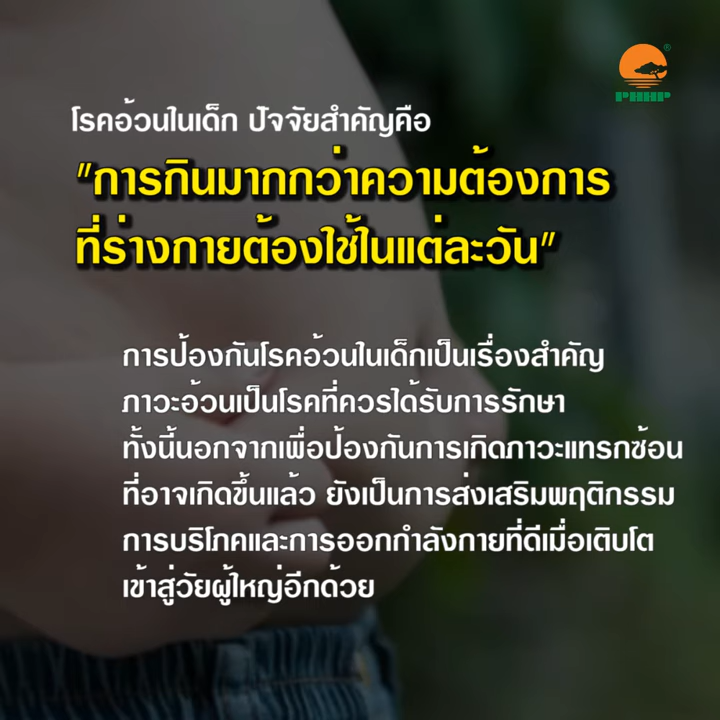 PHHP
โรคอ้วนในเด็ก ปัจจัยสำคัญคือ
"การกินมากกว่าความต้องการ
ที่ร่างกายต้องใช้ในแต่ละวัน"
การป้องกันโรคอ้วนในเด็กเป็นเรื่องสำคัญ
ภาวะอ้วนเป็นโรคที่ควรได้รับการรักษา
ทั้งนี้นอกจากเพื่อป้องกันการเกิดภาวะแทรกซ้อน
ที่อาจเกิดขึ้นแล้ว ยังเป็นการส่งเสริมพฤติกรรม
การบริโภคและการออกกำลังกายที่ดีเมื่อเติบโต
เข้าสู่วัยผู้ใหญ่อีกด้วย